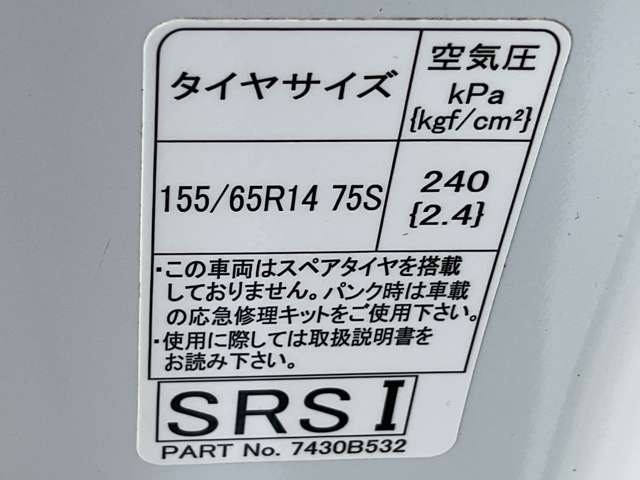 タイヤサイズ
空気圧
kPa
{kgf/cm²}
155/65R14 75S
240
{2.4}
・この車両はスペアタイヤを搭載
しておりません。パンク時は車載
の応急修理キットをご使用下さい。
・使用に際しては取扱説明書を
お読み下さい。
SRS I
PART No. 7430B532